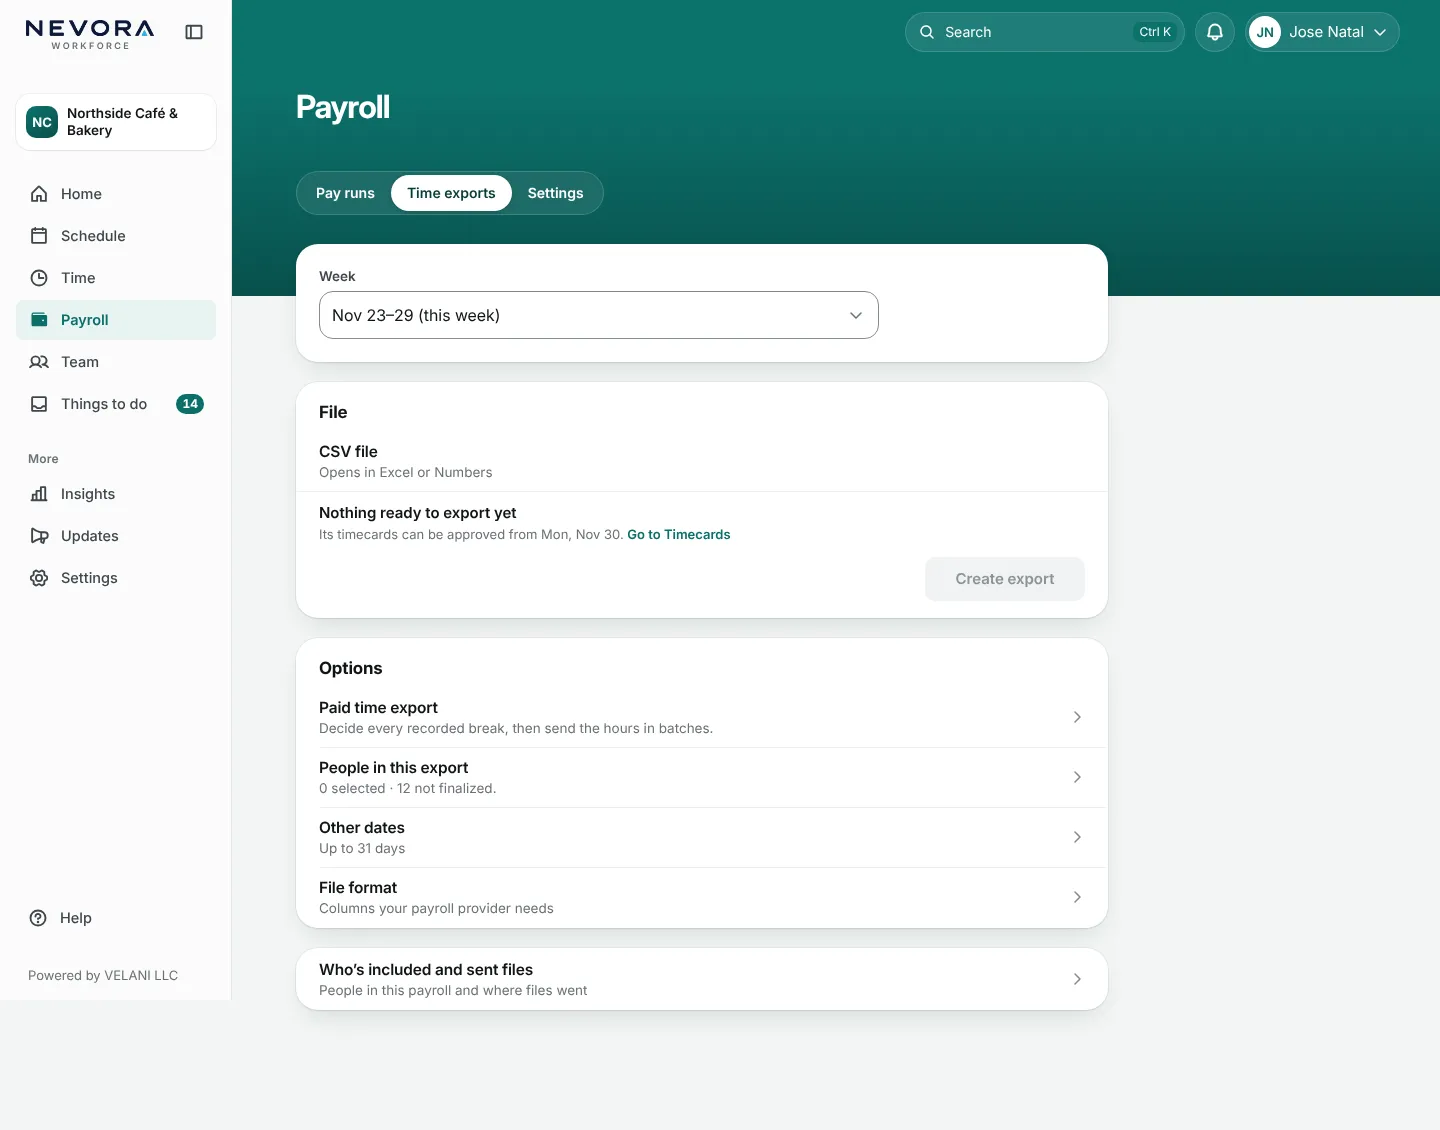 NEVORA
WORKFORCE
Search
Ctrl K
JN
Jose Natal
NC
Northside Café &
Bakery
Home
Schedule
Time
Payroll
Team
Things to do
14
More
Insights
Updates
Settings
Help
Powered by VELANI LLC
Payroll
Pay runs
Time exports
Settings
Week
Nov 23–29 (this week)
File
CSV file
Opens in Excel or Numbers
Nothing ready to export yet
Its timecards can be approved from Mon, Nov 30. Go to Timecards
Create export
Options
Paid time export
Decide every recorded break, then send the hours in batches.
People in this export
0 selected · 12 not finalized.
Other dates
Up to 31 days
File format
Columns your payroll provider needs
Who’s included and sent files
People in this payroll and where files went